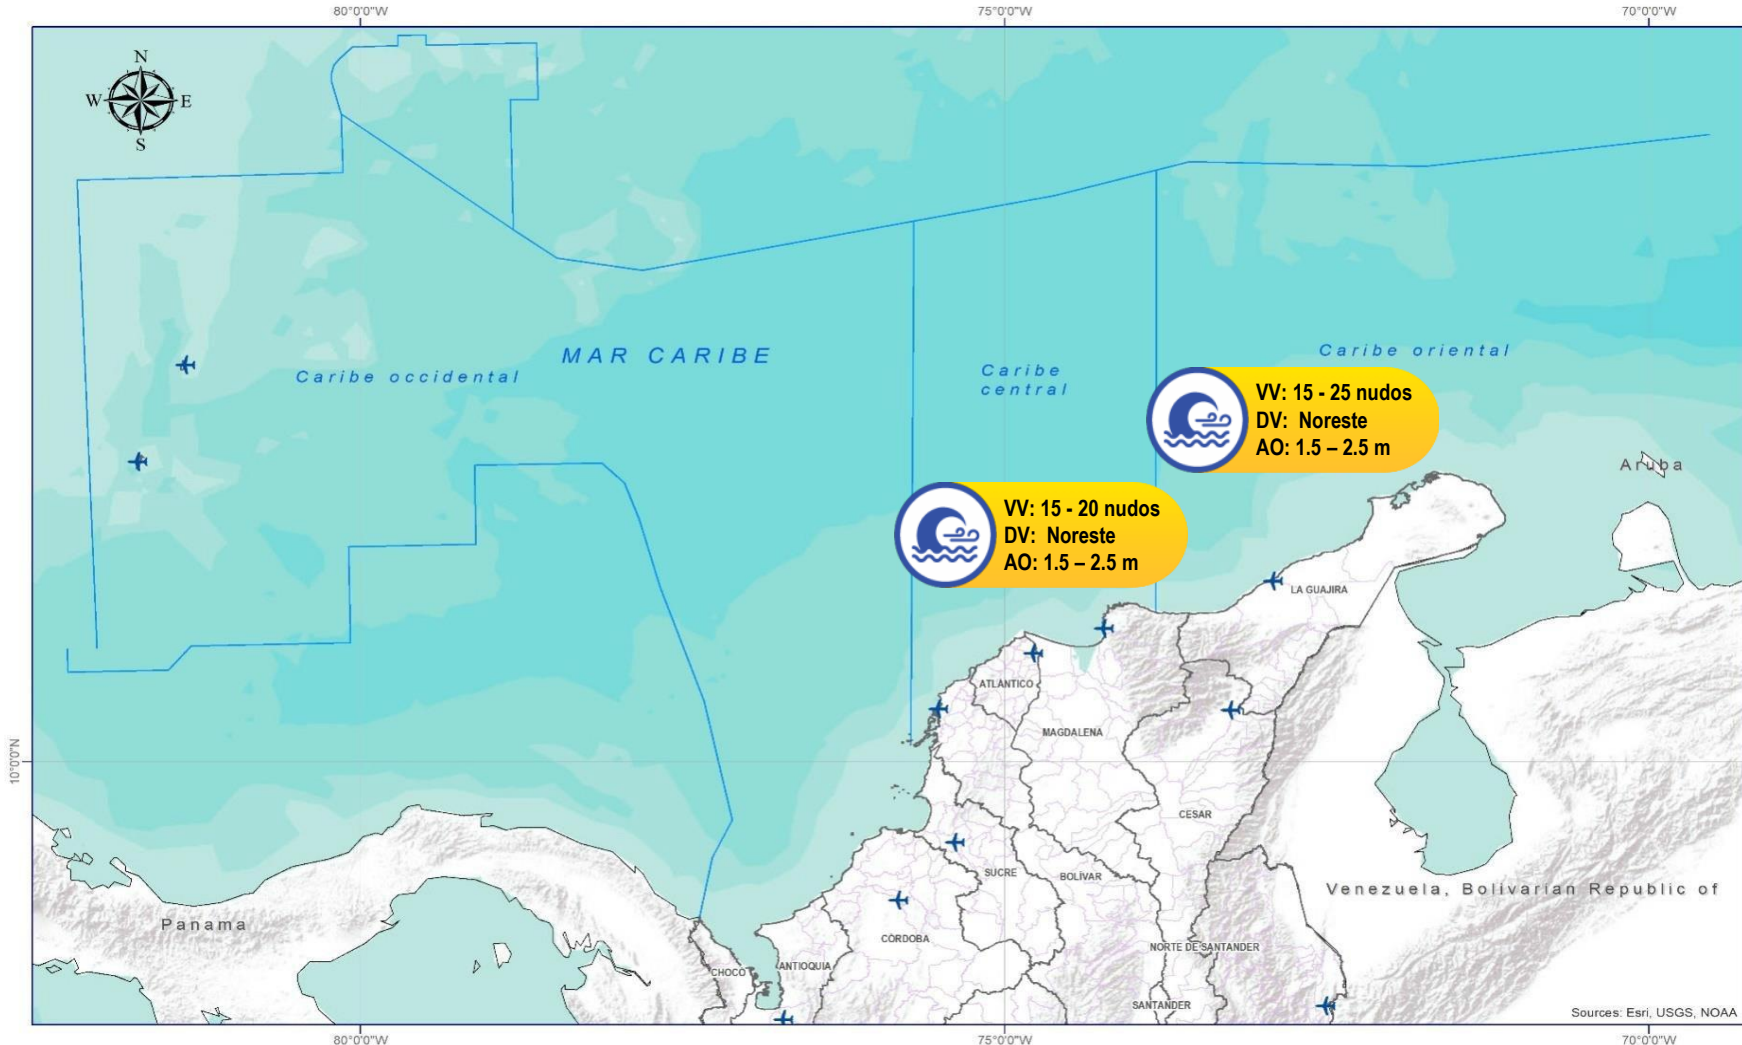 80°0'0"W
75°0'0"W
70°0'0"W
N
W
E
S
MAR CARIBE
Caribe occidental
Caribe
central
Caribe oriental
VV: 15 - 25 nudos
DV: Noreste
AO: 1.5 – 2.5 m
Aruba
VV: 15 - 20 nudos
DV: Noreste
AO: 1.5 – 2.5 m
LA GUAJIRA
ATLÁNTICO
MAGDALENA
10°0'0"N
CESAR
SUCRE
BOLÍVAR
Venezuela, Bolivarian Republic of
Panama
CÓRDOBA
NORTE DE SANTANDER
CHOCÓ
ANTIOQUIA
SANTANDER
Sources: Esri, USGS, NOAA
80°0'0"W
75°0'0"W
70°0'0"W